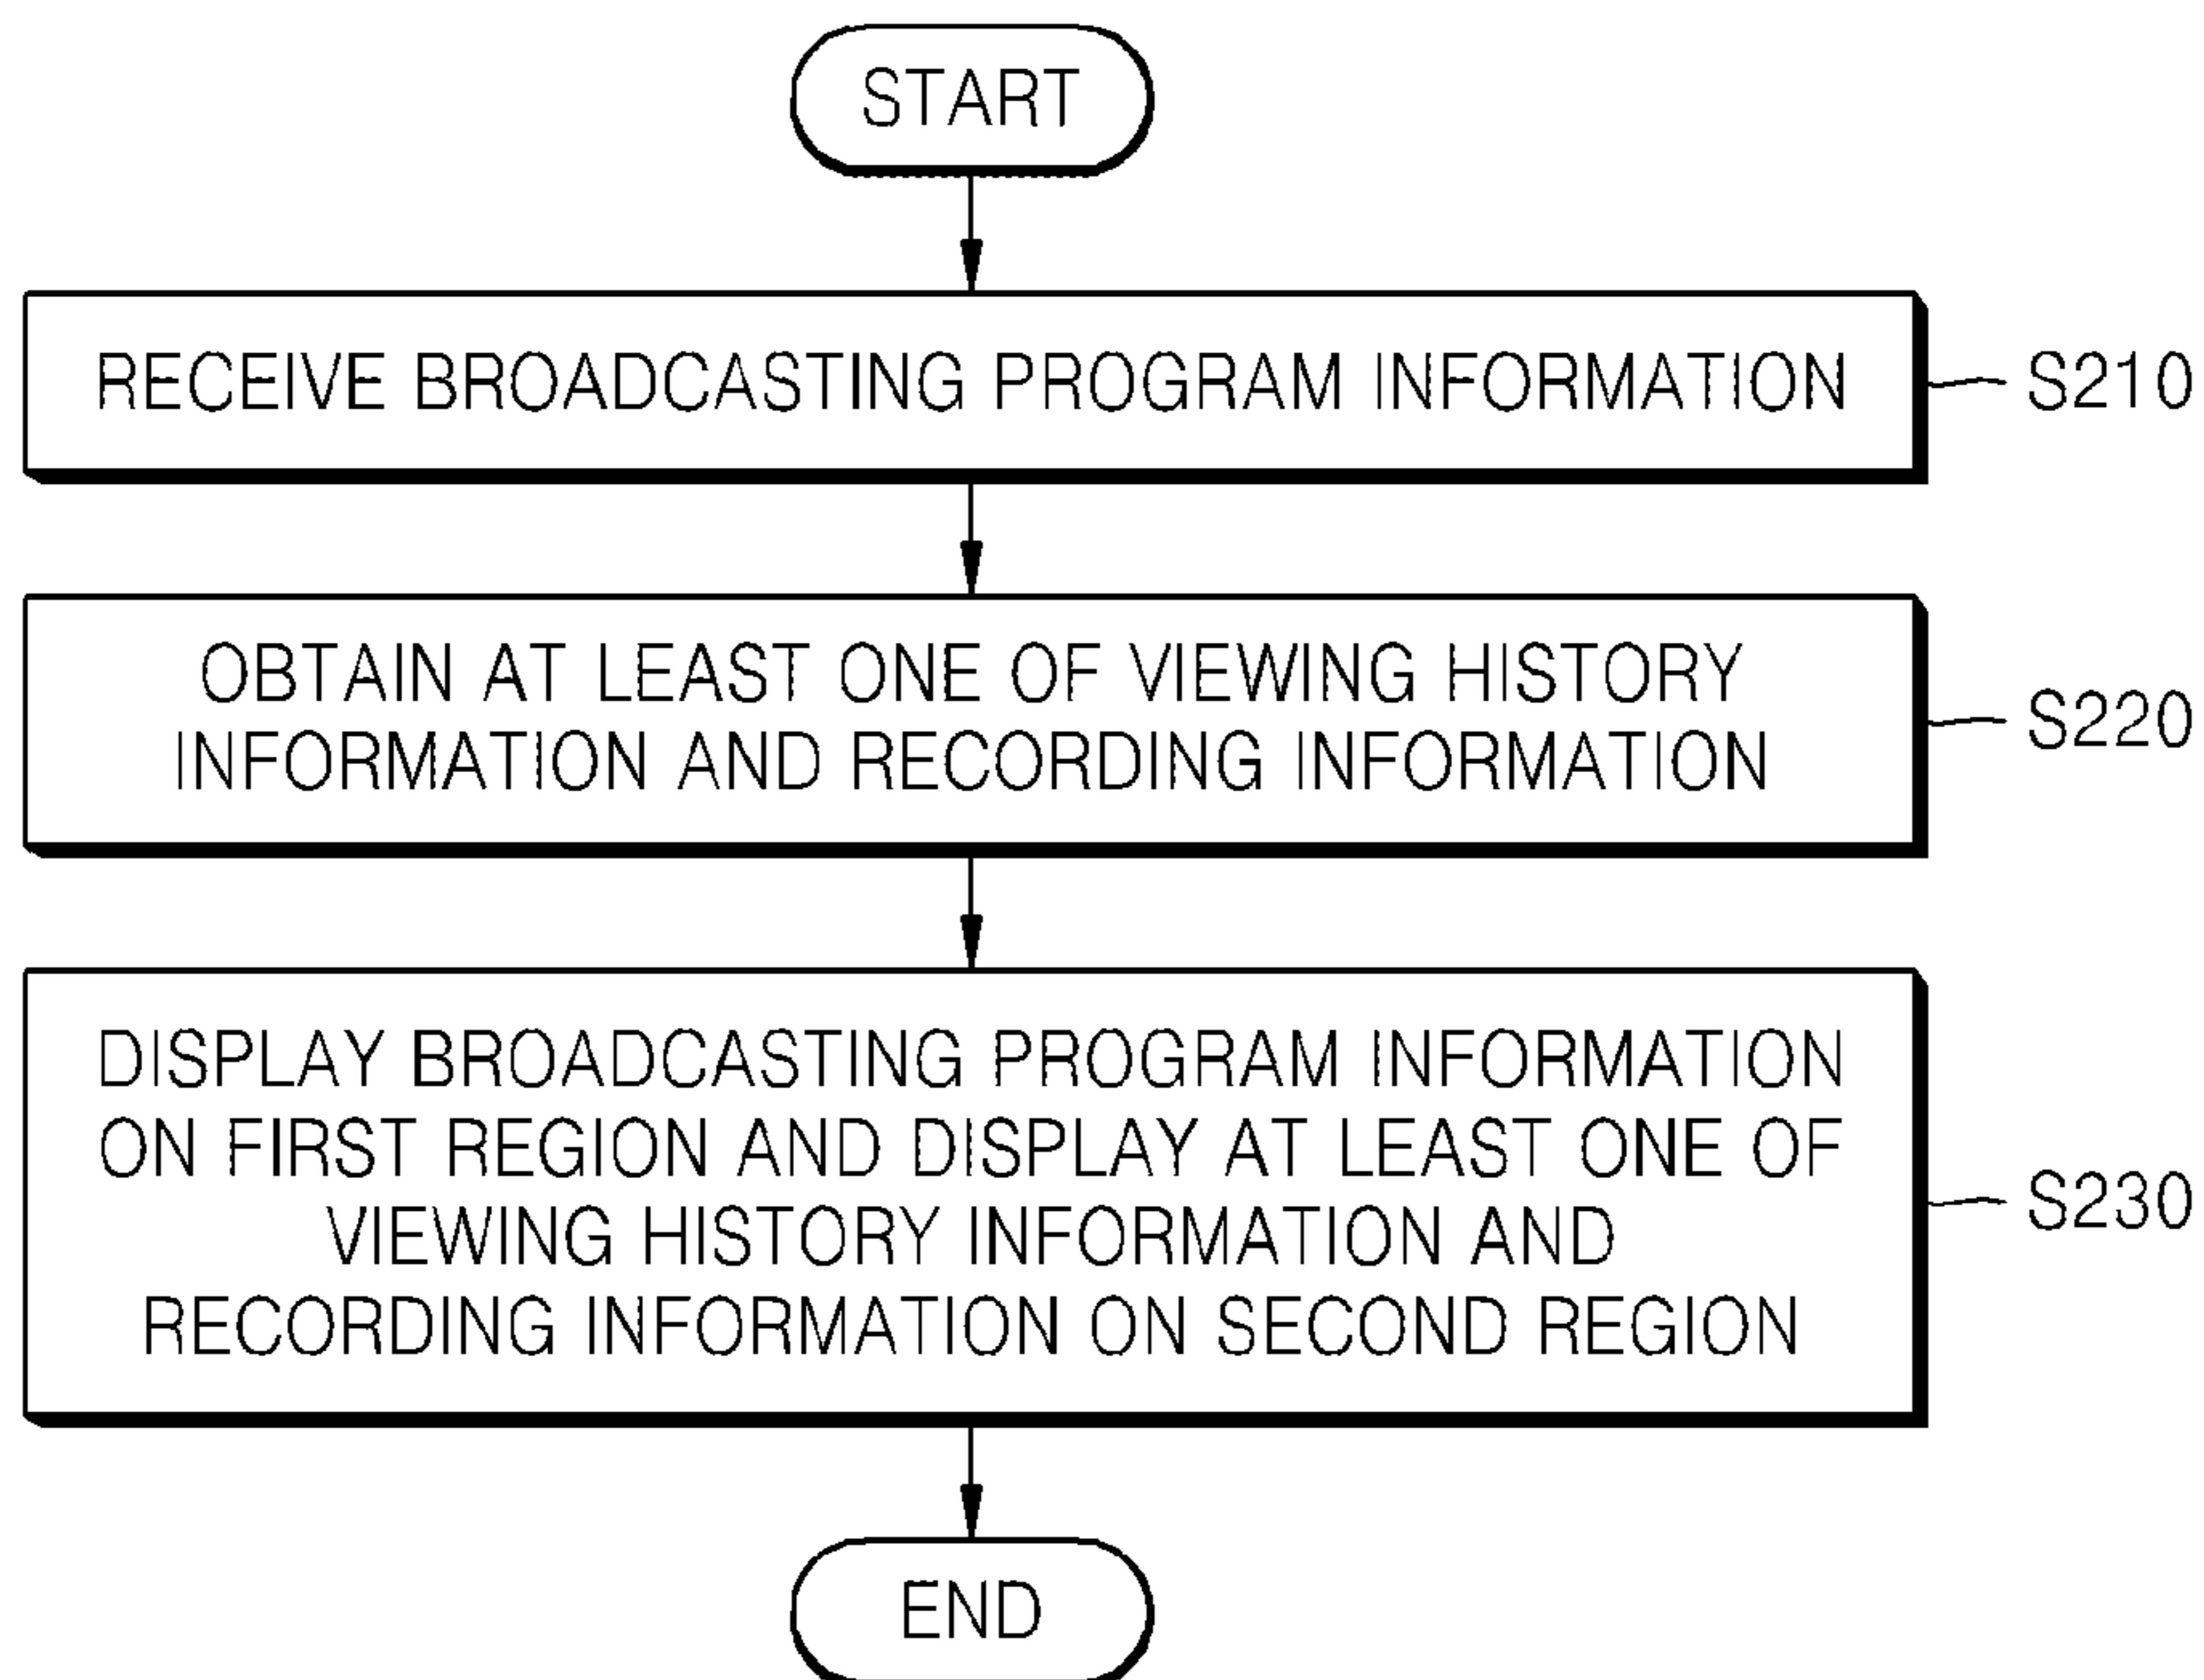 START
RECEIVE BROADCASTING PROGRAM INFORMATION
S210
OBTAIN AT LEAST ONE OF VIEWING HISTORY
INFORMATION AND RECORDING INFORMATION
S220
DISPLAY BROADCASTING PROGRAM INFORMATION
ON FIRST REGION AND DISPLAY AT LEAST ONE OF
VIEWING HISTORY INFORMATION AND
RECORDING INFORMATION ON SECOND REGION
S230
END